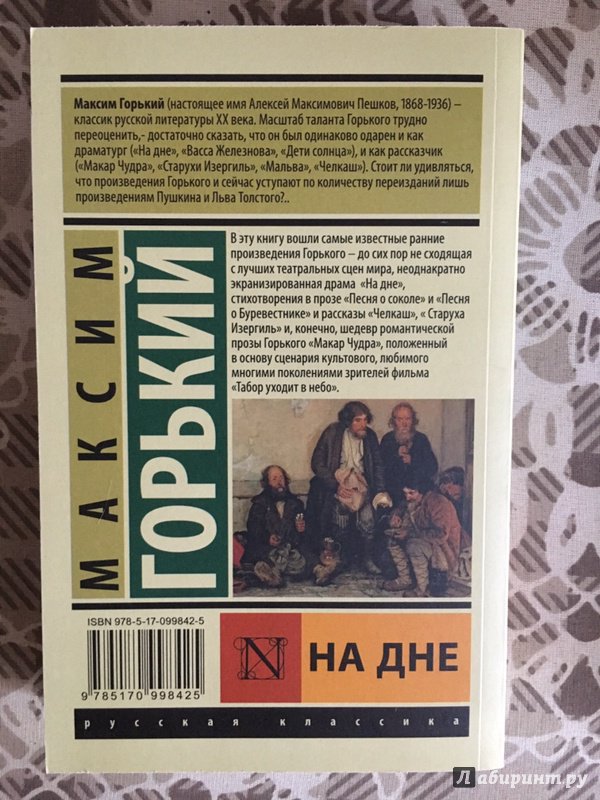 Максим Горький (настоящее имя Алексей Максимович Пешков, 1868-1936) –
классик русской литературы XX века. Масштаб таланта Горького трудно
переоценить,- достаточно сказать, что он был одинаково одарен и как
драматург («На дне», «Васса Железнова», «Дети солнца»), и как рассказчик
(«Макар Чудра», «Старухи Изергиль», «Мальва», «Челкаш»). Стоит ли удивляться,
что произведения Горького и сейчас уступают по количеству переизданий лишь
произведениям Пушкина и Льва Толстого?..
МАКСИМ
ГОРЬКИЙ
В эту книгу вошли самые известные ранние
произведения Горького – до сих пор не сходящая
с лучших театральных сцен мира, неоднакратно
экранизированная драма «На дне»,
стихотворения в прозе «Песня о соколе» и «Песня
о Буревестнике» и рассказы «Челкаш», « Старуха
Изергиль» и, конечно, шедевр романтической
прозы Горького «Макар Чудра», положенный
в основу сценария культового, любимого
многими поколениями зрителей фильма
«Табор уходит в небо».
ISBN 978-5-17-099842-5
9 785170 998425
N
НА ДНЕ
русская классика
Лабиринт.ру